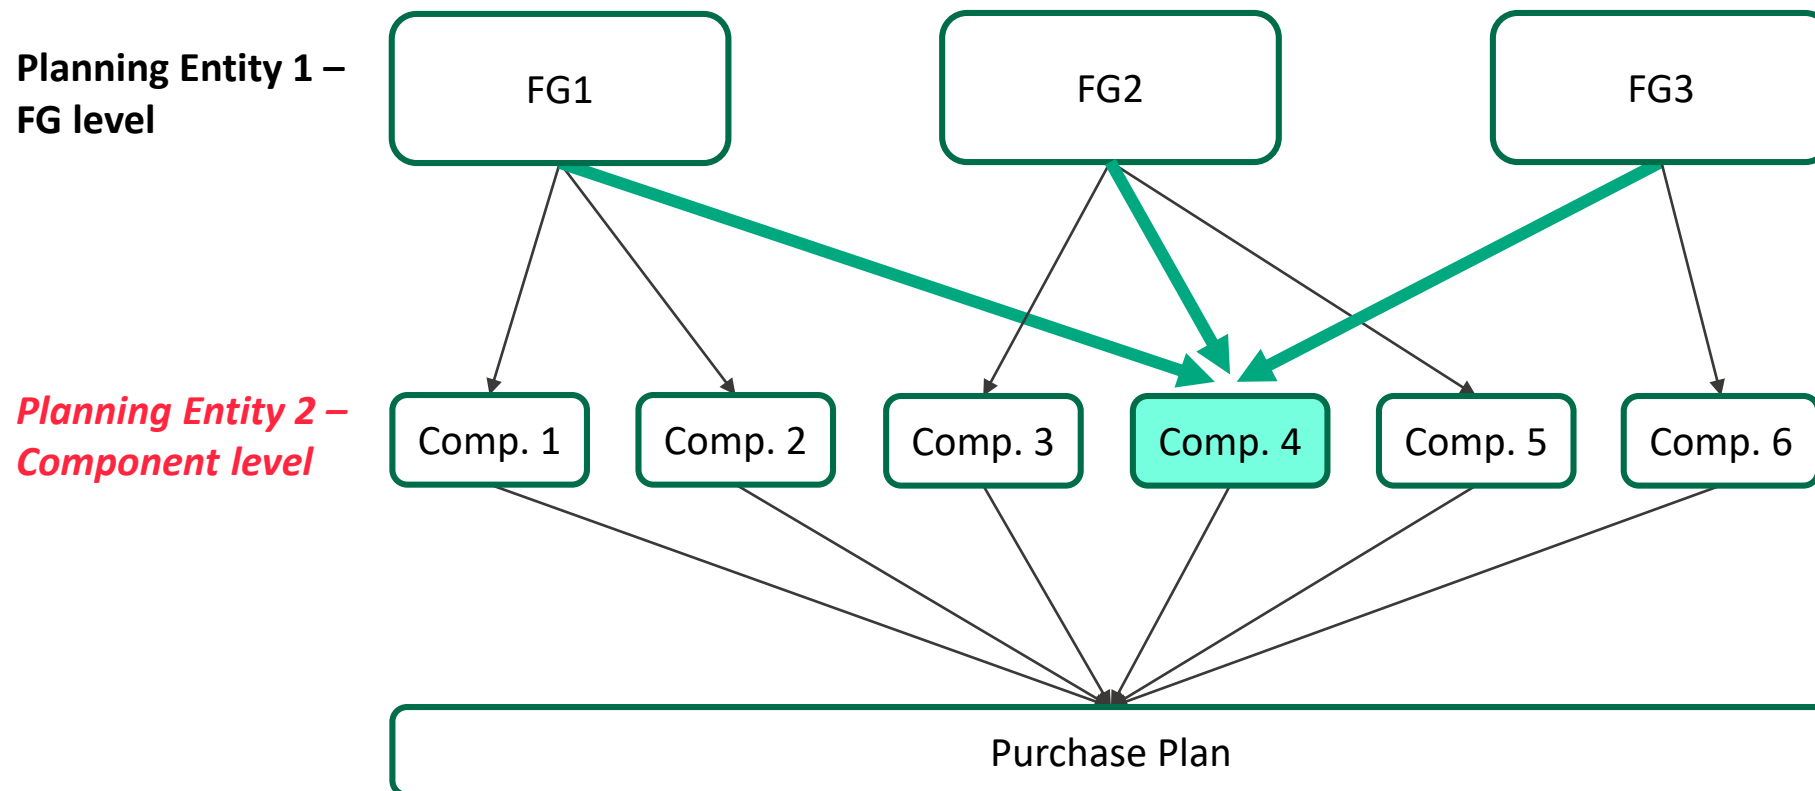 Planning Entity 1 –
FG level
FG1
FG2
FG3
Planning Entity 2 –
Component level
Comp. 1
Comp. 2
Comp. 3
Comp. 4
Comp. 5
Comp. 6
Purchase Plan